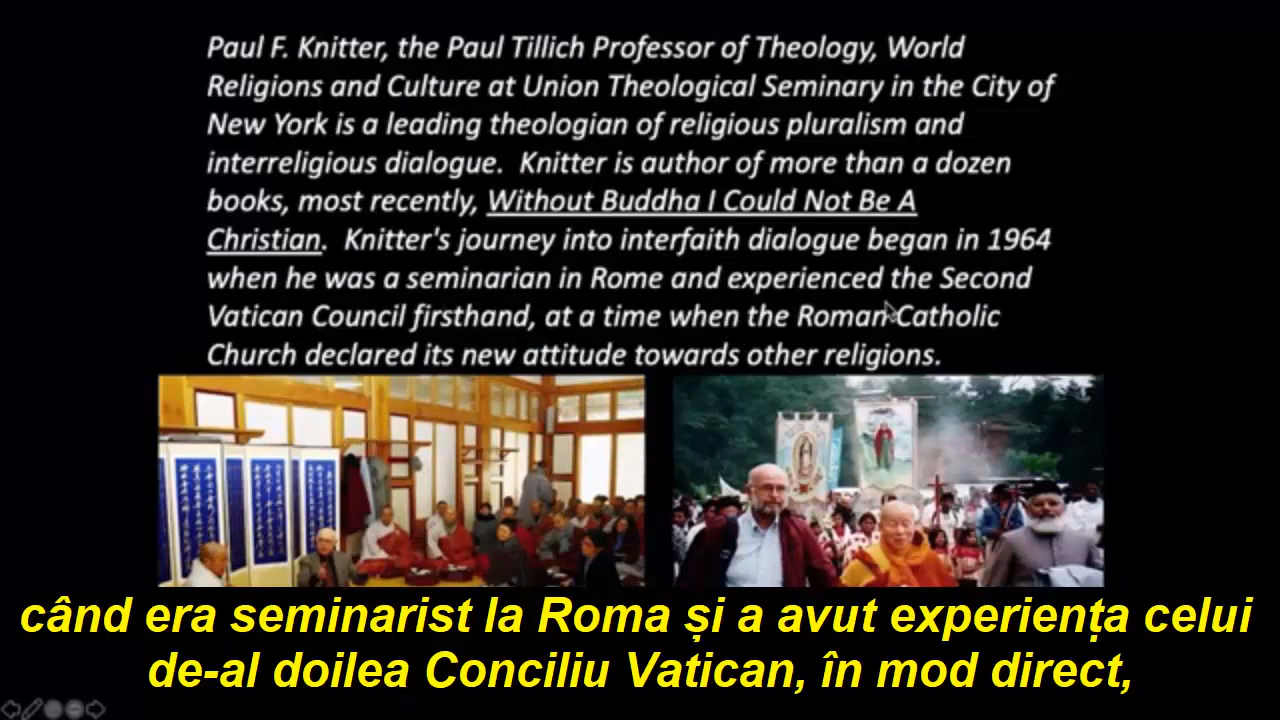 Paul F. Knitter, the Paul Tillich Professor of Theology, World
Religions and Culture at Union Theological Seminary in the City of
New York is a leading theologian of religious pluralism and
interreligious dialogue.  Knitter is author of more than a dozen
books, most recently, Without Buddha I Could Not Be A
Christian.  Knitter's journey into interfaith dialogue began in 1964
when he was a seminarian in Rome and experienced the Second
Vatican Council firsthand, at a time when the Roman Catholic
Church declared its new attitude towards other religions.
când era seminarist la Roma și a avut experiența celui
de-al doilea Conciliu Vatican, în mod direct,